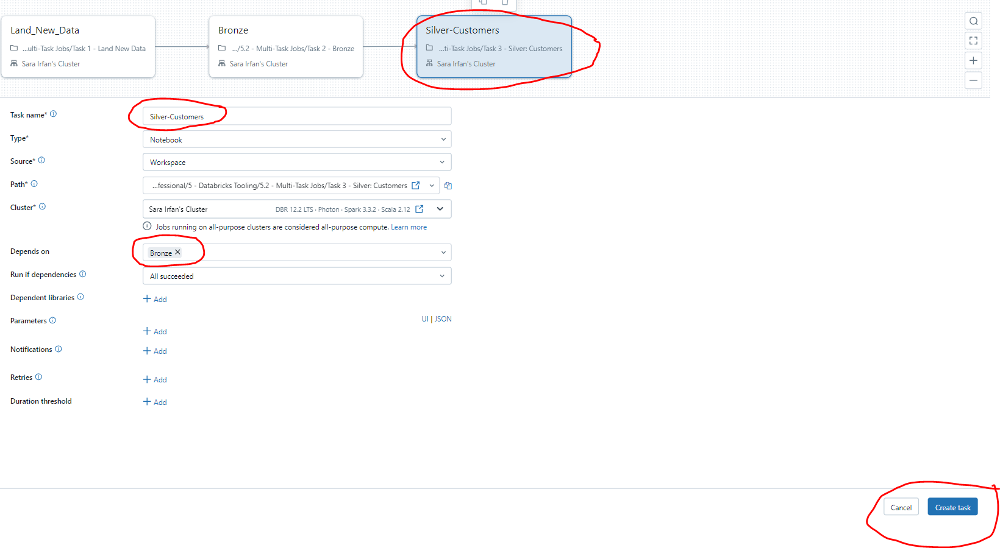 Land_New_Data
...ulti-Task Jobs/Task 1 - Land New Data
Sara Irfan's Cluster
Bronze
.../5.2 - Multi-Task Jobs/Task 2 - Bronze
Sara Irfan's Cluster
Silver-Customers
...ti-Task Jobs/Task 3 - Silver: Customers
Sara Irfan's Cluster
Task name* Silver-Customers
Type* Notebook
Source* Workspace
Path* ...fessional/5 - Databricks Tooling/5.2 - Multi-Task Jobs/Task 3 - Silver: Customers
Cluster* Sara Irfan's Cluster DBR 12.2 LTS · Photon · Spark 3.3.2 · Scala 2.12
Jobs running on all-purpose clusters are considered all-purpose compute. Learn more
Depends on Bronze
Run if dependencies All succeeded
Dependent libraries + Add
Parameters UI | JSON
+ Add
Notifications + Add
Retries + Add
Duration threshold + Add
Cancel Create task